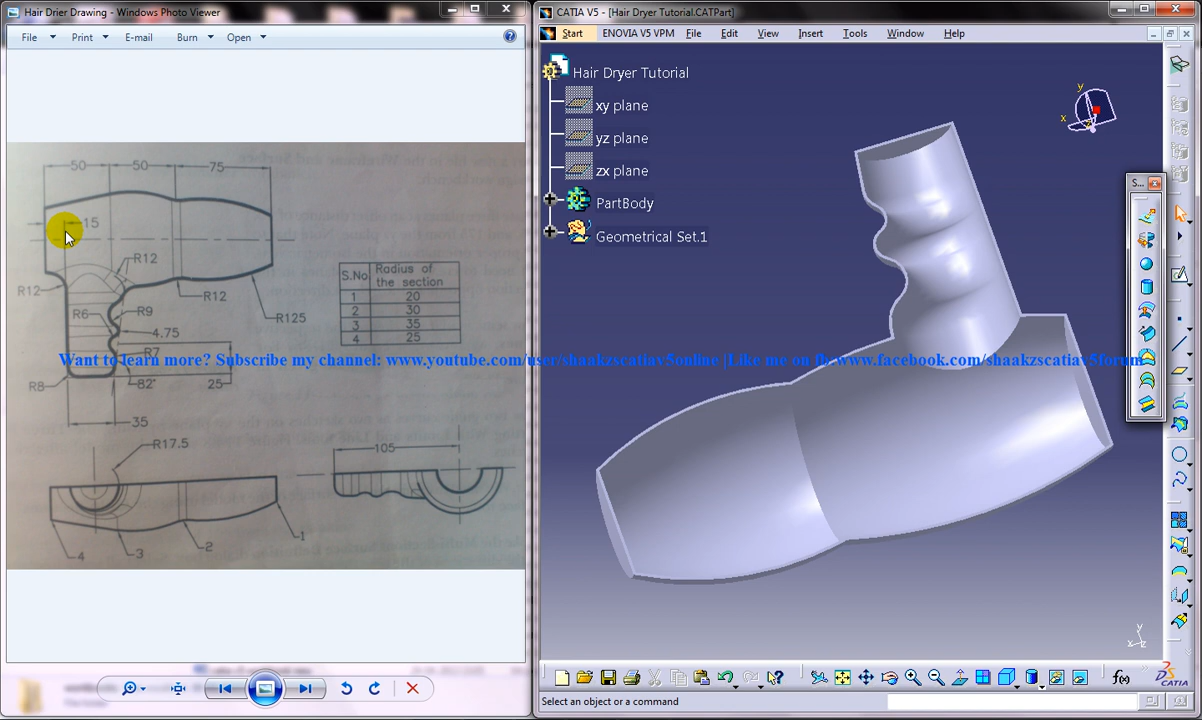 Hair Drier Drawing - Windows Photo Viewer
File Print E-mail Burn Open
50 50 75
15
R12
R12
R12
R9
R6
R125
4.75
R7
R8
82°
25
35
S.No Radius of the section
1 20
2 30
3 35
4 25
R17.5
105
4 3 2 1
CATIA V5 - [Hair Dryer Tutorial.CATPart]
Start ENOVIA V5 VPM File Edit View Insert Tools Window Help
Hair Dryer Tutorial
xy plane
yz plane
zx plane
PartBody
Geometrical Set.1
y
x
S...
Want to learn more? Subscribe my channel: www.youtube.com/user/shaakzscatiav5online |Like me on fb:www.facebook.com/shaakzscatiav5forum
f(x)
CATIA
Select an object or a command